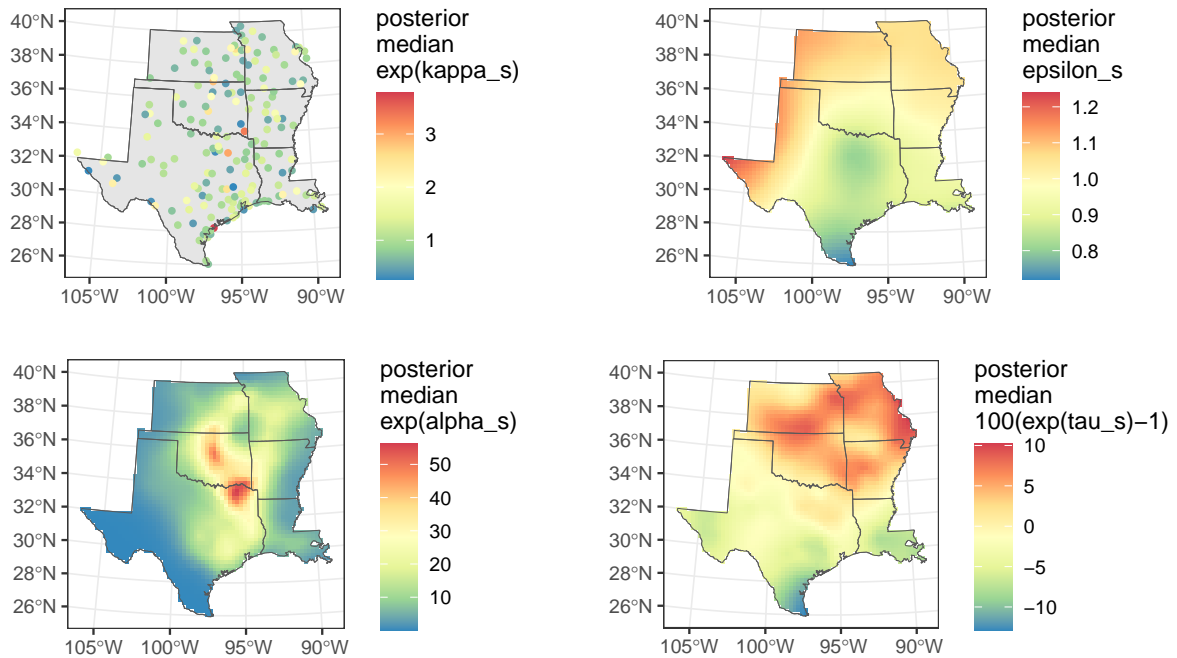 40°N
38°N
36°N
34°N
32°N
30°N
28°N
26°N
105°W 100°W 95°W 90°W
posterior
median
exp(kappa_s)
3
2
1
40°N
38°N
36°N
34°N
32°N
30°N
28°N
26°N
105°W 100°W 95°W 90°W
posterior
median
epsilon_s
1.2
1.1
1.0
0.9
0.8
40°N
38°N
36°N
34°N
32°N
30°N
28°N
26°N
105°W 100°W 95°W 90°W
posterior
median
exp(alpha_s)
50
40
30
20
10
40°N
38°N
36°N
34°N
32°N
30°N
28°N
26°N
105°W 100°W 95°W 90°W
posterior
median
100(exp(tau_s)−1)
10
5
0
−5
−10